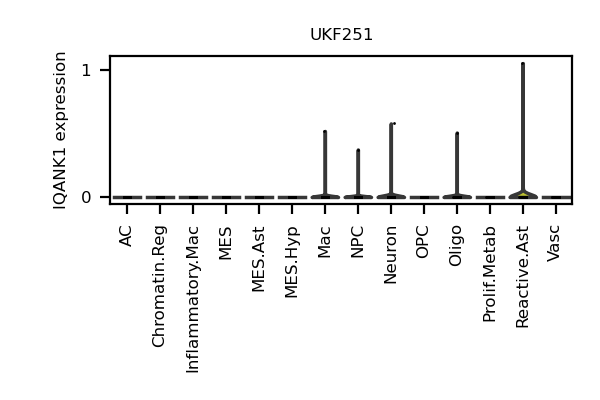 UKF251
IQANK1 expression
1
0
AC
Chromatin.Reg
Inflammatory.Mac
MES
MES.Ast
MES.Hyp
Mac
NPC
Neuron
OPC
Oligo
Prolif.Metab
Reactive.Ast
Vasc